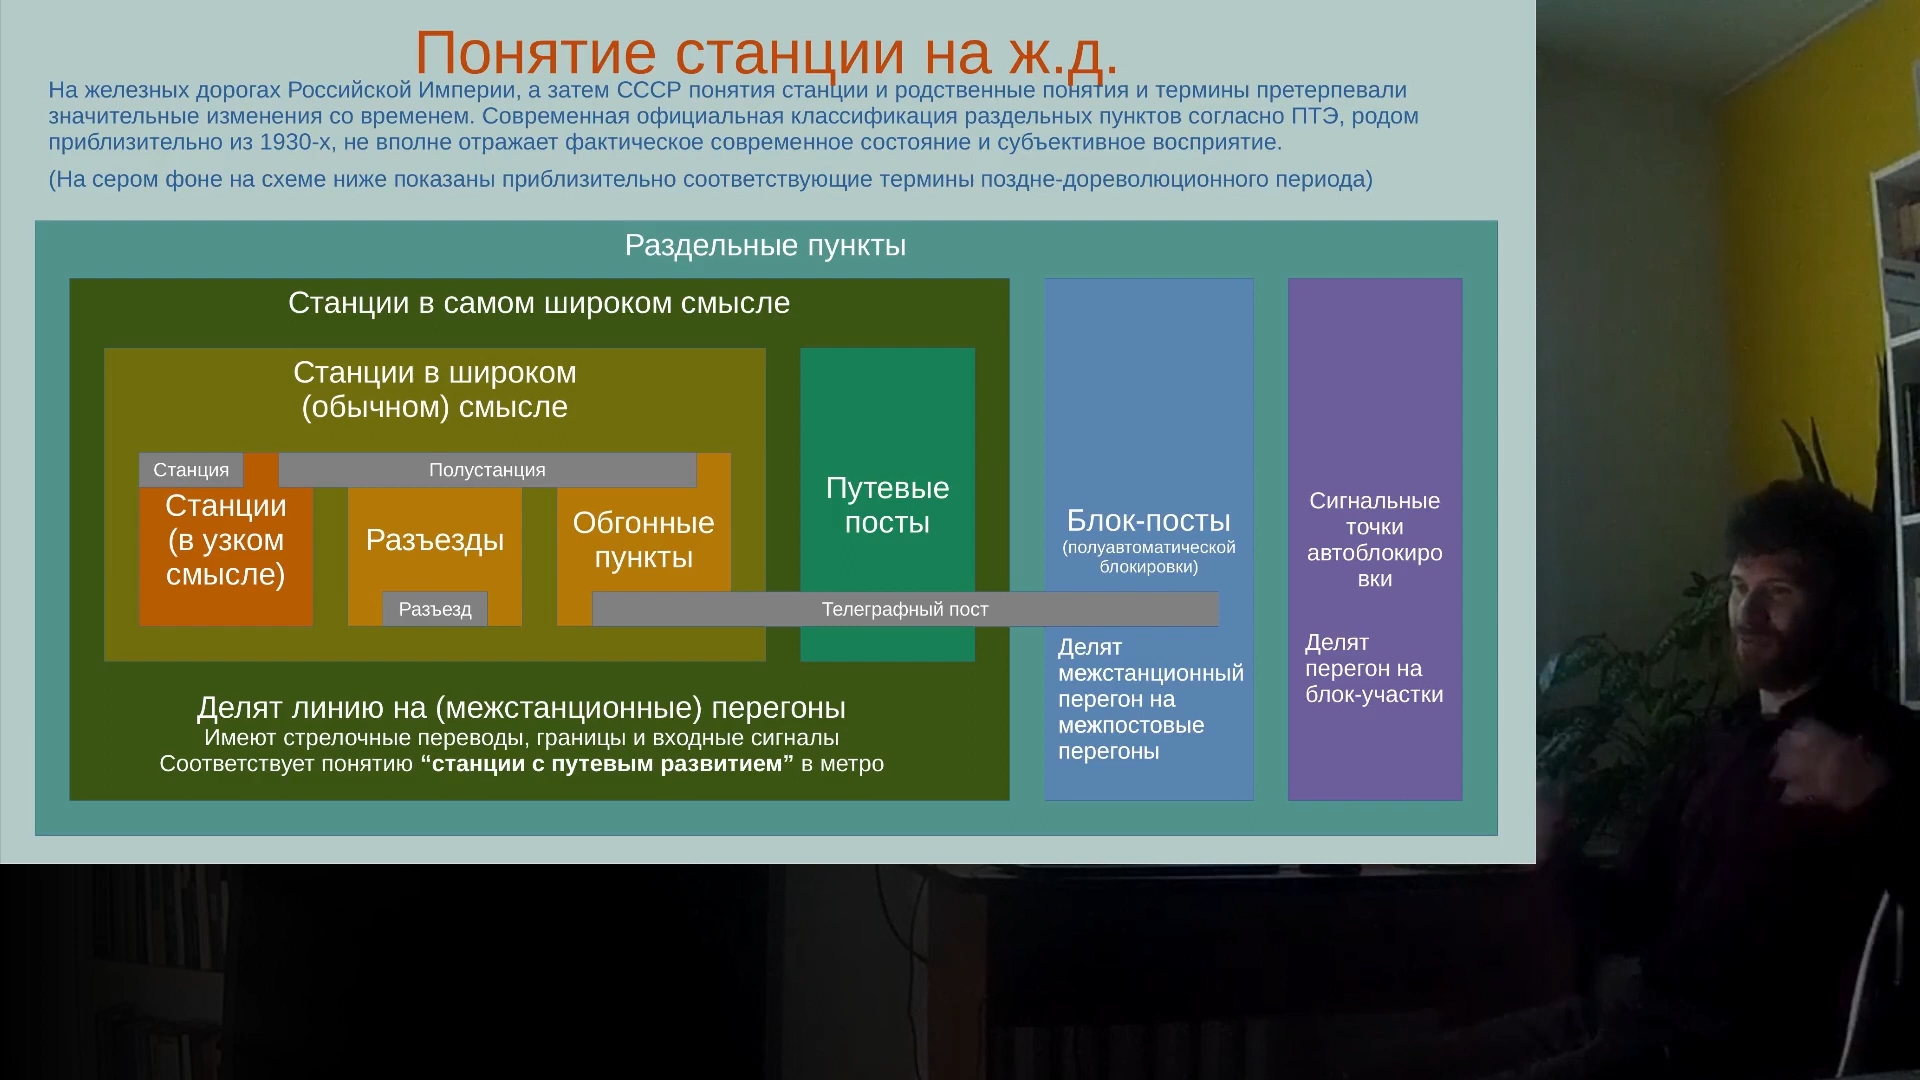 Понятие станции на ж.д.
На железных дорогах Российской Империи, а затем СССР понятия станции и родственные понятия и термины претерпевали
значительные изменения со временем. Современная официальная классификация раздельных пунктов согласно ПТЭ, родом
приблизительно из 1930-х, не вполне отражает фактическое современное состояние и субъективное восприятие.
(На сером фоне на схеме ниже показаны приблизительно соответствующие термины поздне-дореволюционного периода)
Раздельные пункты
Станции в самом широком смысле
Станции в широком
(обычном) смысле
Станция
Полустанция
Станции
(в узком
смысле)
Разъезды
Разъезд
Обгонные
пункты
Путевые
посты
Телеграфный пост
Делят линию на (межстанционные) перегоны
Имеют стрелочные переводы, границы и входные сигналы
Соответствует понятию “станции с путевым развитием” в метро
Блок-посты
(полуавтоматической
блокировки)
Делят
межстанционный
перегон на
межпостовые
перегоны
Сигнальные
точки
автоблокиро
вки
Делят
перегон на
блок-участки